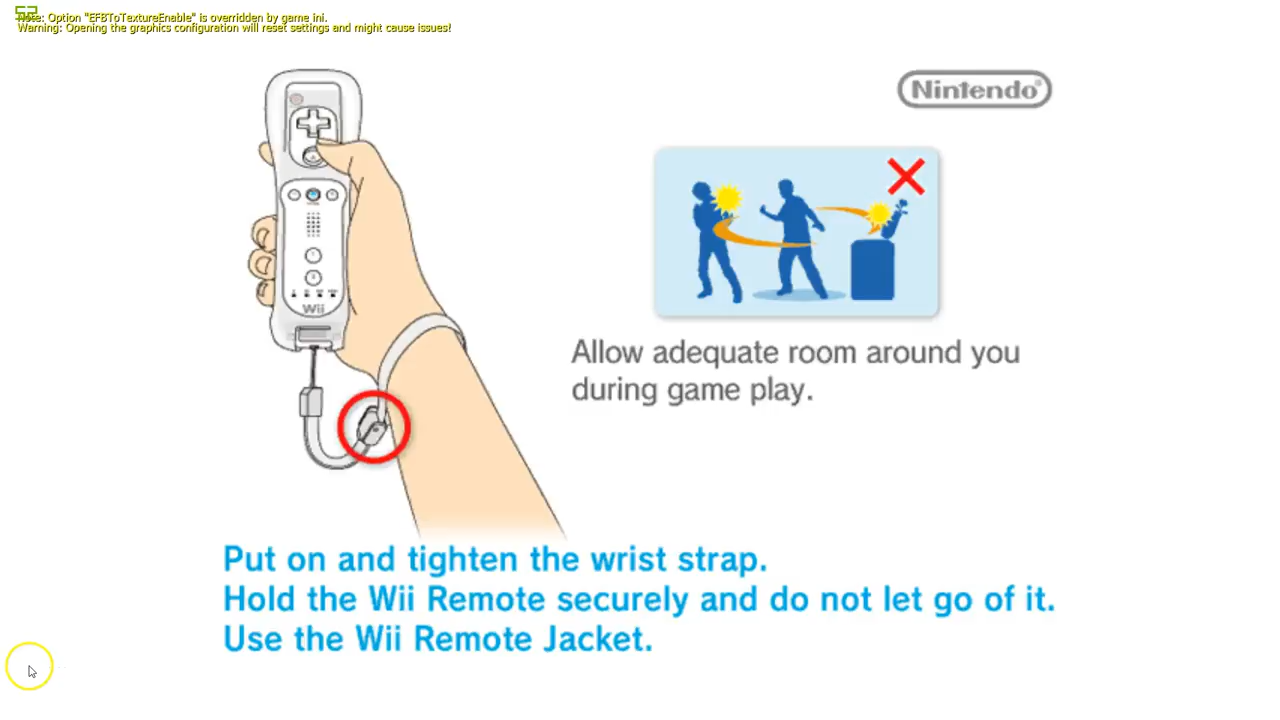 Note: Option "EFBToTextureEnable" is overridden by game ini.
Warning: Opening the graphics configuration will reset settings and might cause issues!
Nintendo®
Wii
Allow adequate room around you
during game play.
Put on and tighten the wrist strap.
Hold the Wii Remote securely and do not let go of it.
Use the Wii Remote Jacket.